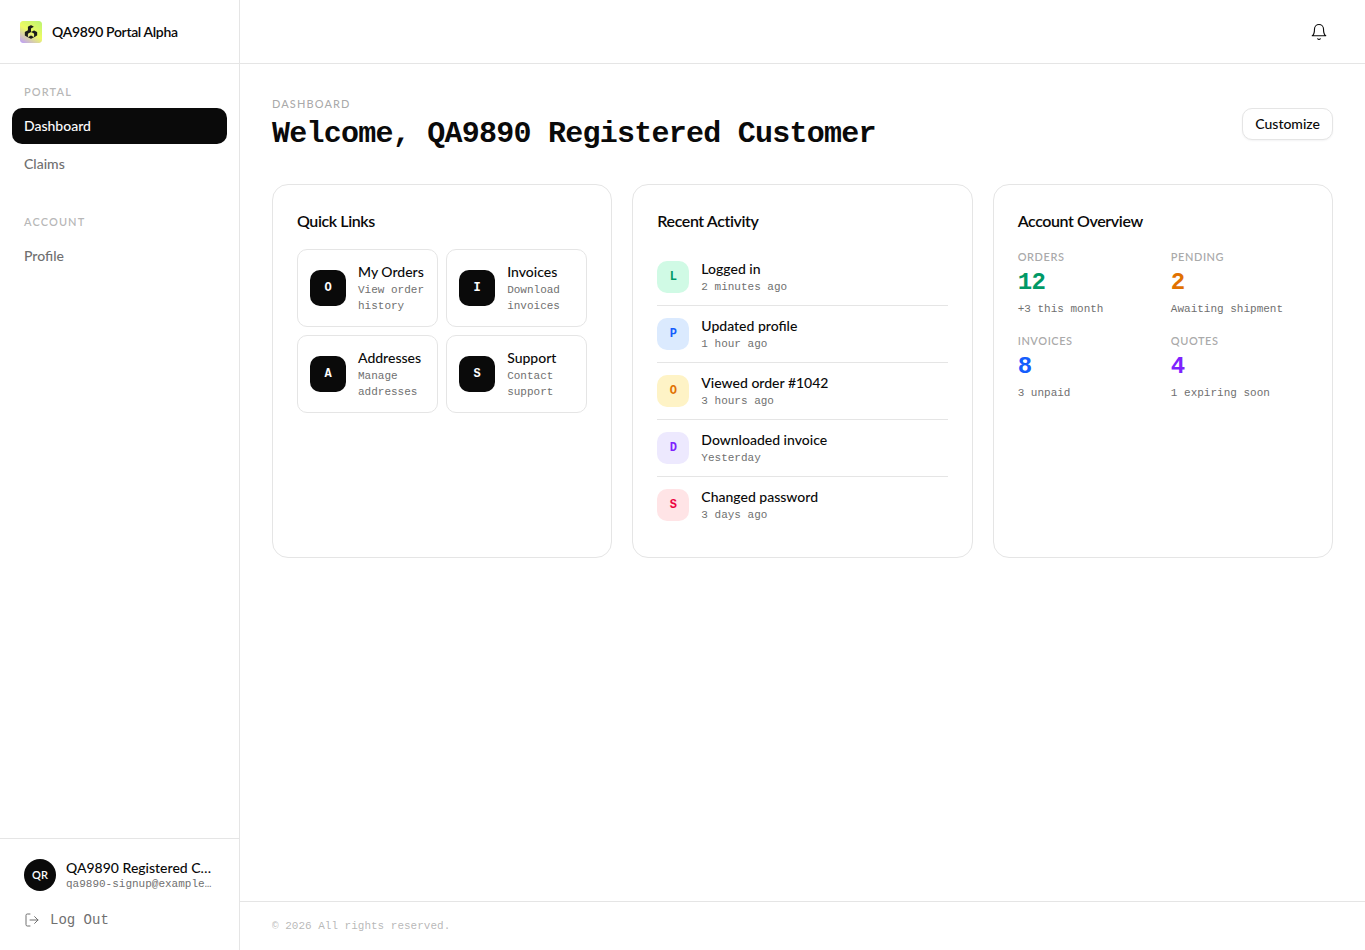 QA9890 Portal Alpha
PORTAL
Dashboard
Claims
ACCOUNT
Profile
QR
QA9890 Registered C...
qa9890-signup@example…
Log Out
DASHBOARD
Welcome, QA9890 Registered Customer
Customize
Quick Links
O
My Orders
View order
history
I
Invoices
Download
invoices
A
Addresses
Manage
addresses
S
Support
Contact
support
Recent Activity
L
Logged in
2 minutes ago
P
Updated profile
1 hour ago
O
Viewed order #1042
3 hours ago
D
Downloaded invoice
Yesterday
S
Changed password
3 days ago
Account Overview
ORDERS
12
+3 this month
PENDING
2
Awaiting shipment
INVOICES
8
3 unpaid
QUOTES
4
1 expiring soon
© 2026 All rights reserved.